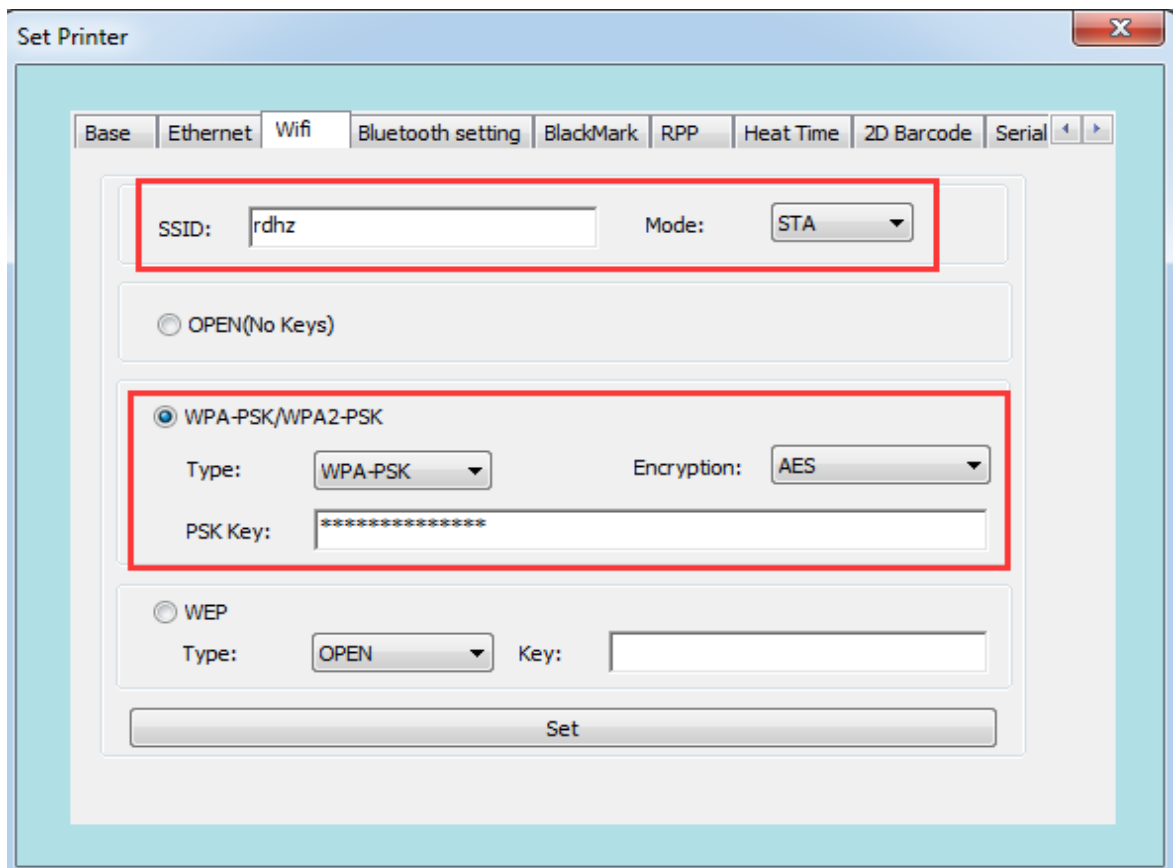 Set Printer
Base Ethernet Wifi Bluetooth setting BlackMark RPP Heat Time 2D Barcode Serial
SSID: rdhz Mode: STA
OPEN(No Keys)
WPA-PSK/WPA2-PSK
Type: WPA-PSK Encryption: AES
PSK Key: **************
WEP
Type: OPEN Key:
Set